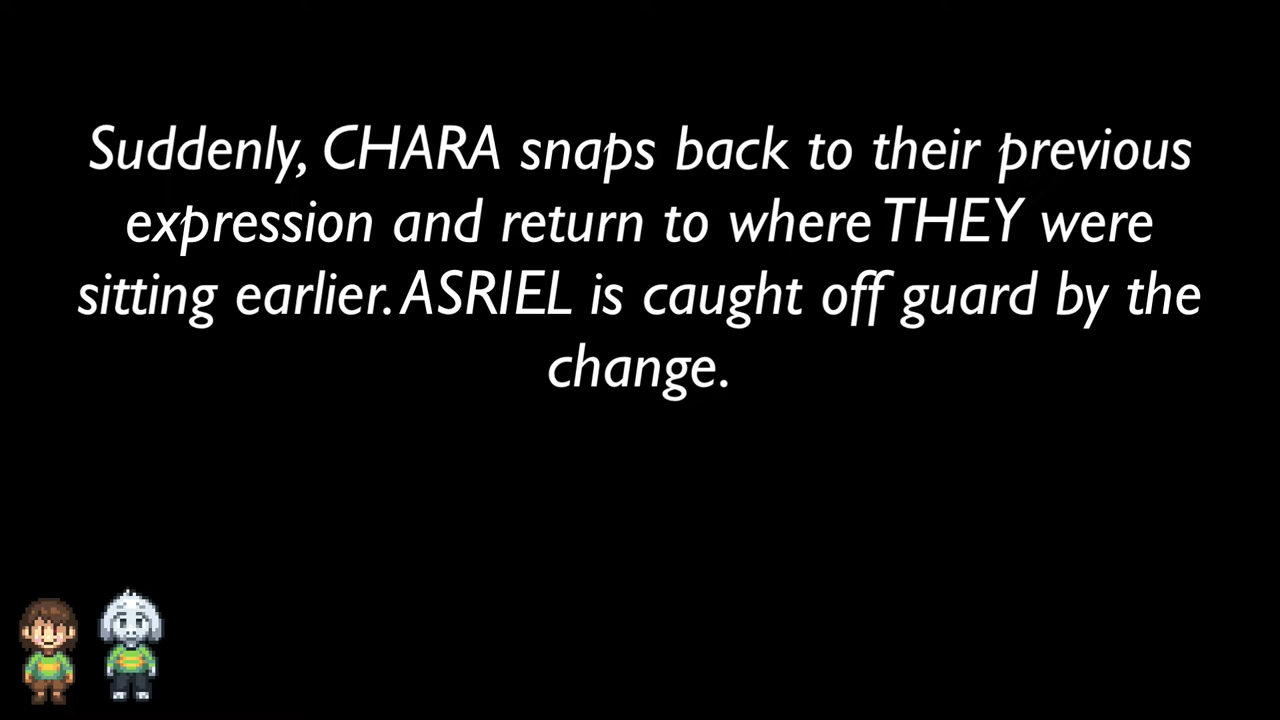 Suddenly, CHARA snaps back to their previous
expression and return to where THEY were
sitting earlier. ASRIEL is caught off guard by the
change.